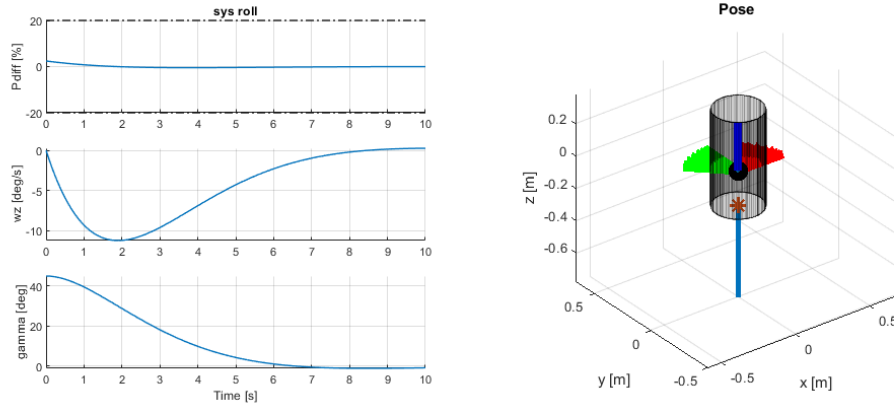 sys roll
20
0
-20
Pdiff [%]
0 1 2 3 4 5 6 7 8 9 10
0
-5
-10
wz [deg/s]
0 1 2 3 4 5 6 7 8 9 10
40
20
0
gamma [deg]
0 1 2 3 4 5 6 7 8 9 10
Time [s]
Pose
0.2
0
-0.2
-0.4
-0.6
z [m]
0.5
0
-0.5
y [m]
-0.5
0
0.5
x [m]